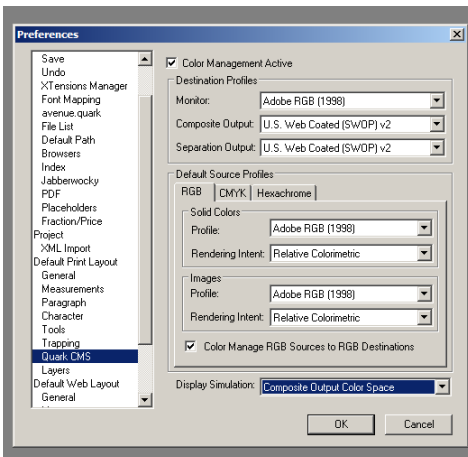 Preferences
Save
Undo
XTensions Manager
Font Mapping
avenue.quark
File List
Default Path
Browsers
Index
Jabberwocky
PDF
Placeholders
Fraction/Price
Project
XML Import
Default Print Layout
General
Measurements
Paragraph
Character
Tools
Trapping
Quark CMS
Layers
Default Web Layout
General
Color Management Active
Destination Profiles
Monitor: Adobe RGB (1998)
Composite Output: U.S. Web Coated (SWOP) v2
Separation Output: U.S. Web Coated (SWOP) v2
Default Source Profiles
RGB CMYK Hexachrome
Solid Colors
Profile: Adobe RGB (1998)
Rendering Intent: Relative Colorimetric
Images
Profile: Adobe RGB (1998)
Rendering Intent: Relative Colorimetric
Color Manage RGB Sources to RGB Destinations
Display Simulation: Composite Output Color Space
OK Cancel